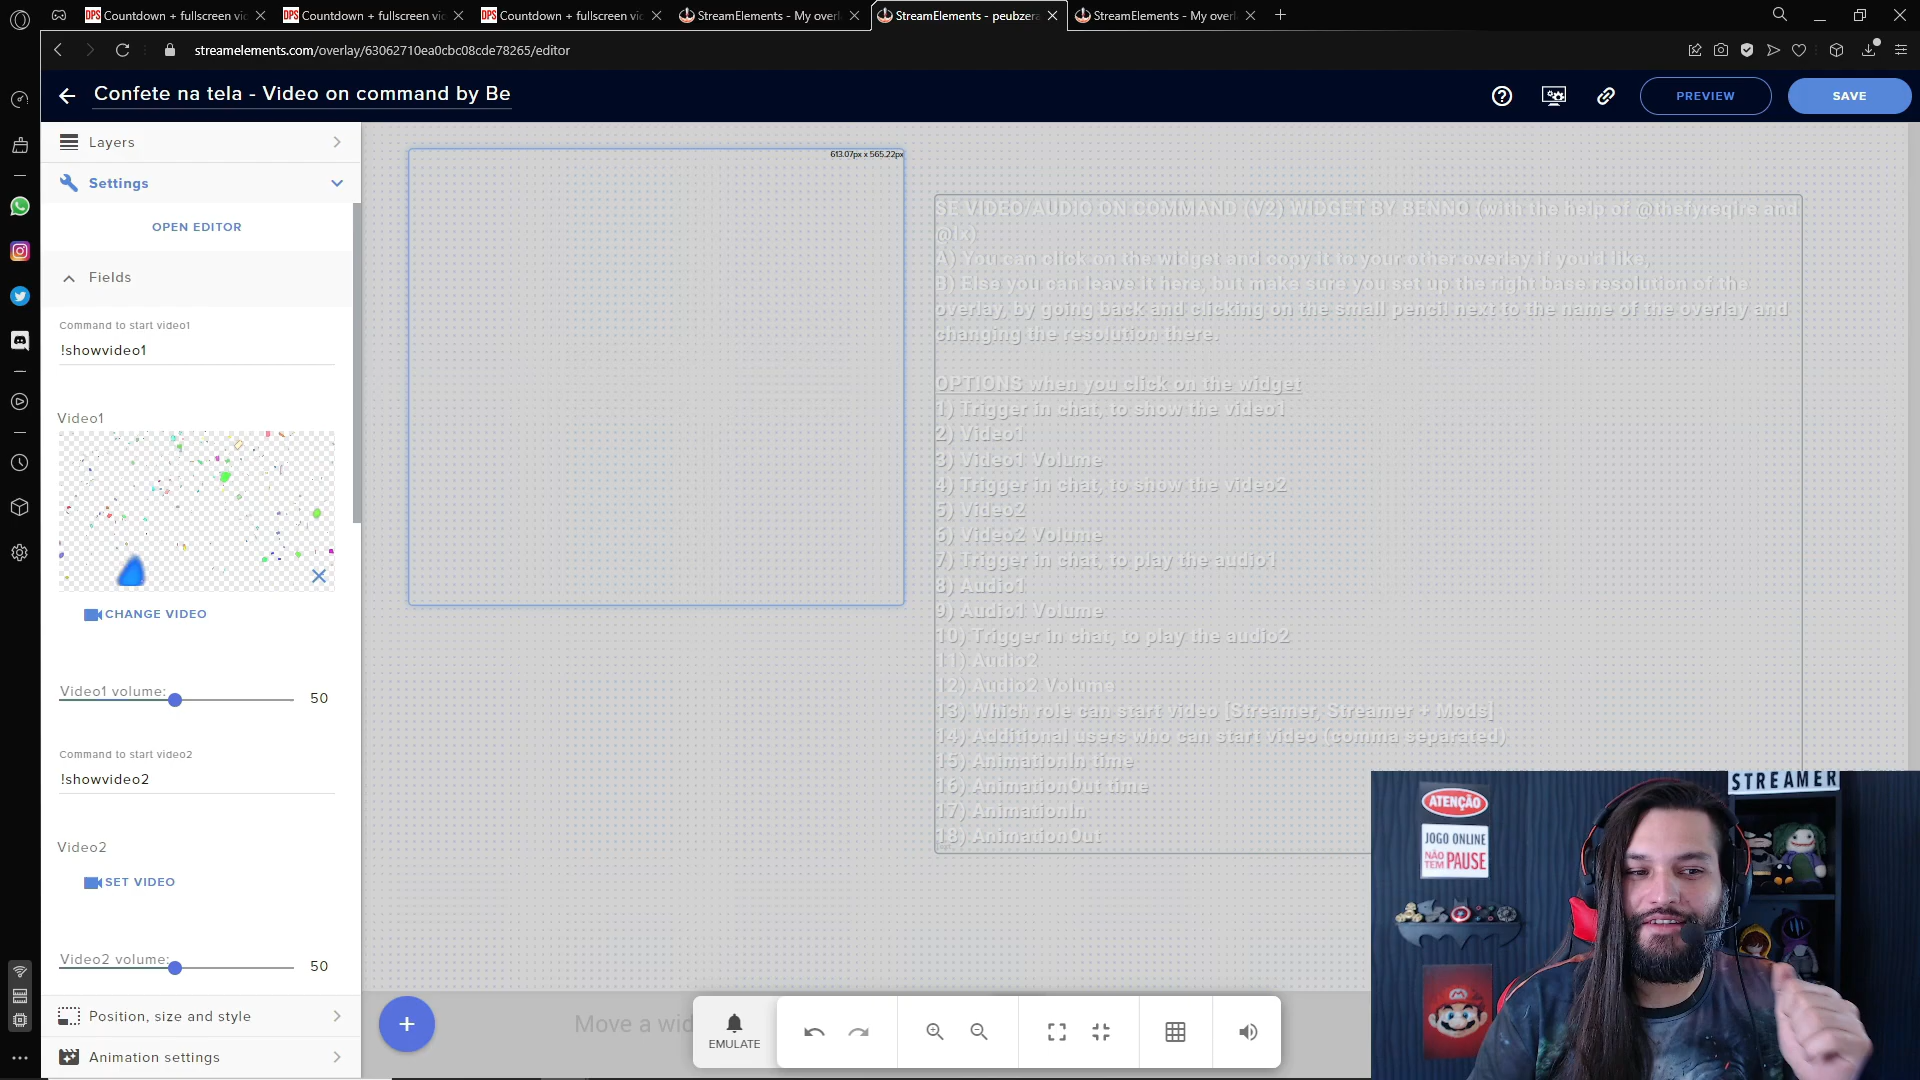 Countdown + fullscreen vi
Countdown + fullscreen vi
Countdown + fullscreen vi
StreamElements - My over
StreamElements - peubzera
StreamElements - My over
streamelements.com/overlay/63062710ea0cbc08cde78265/editor
Confete na tela - Video on command by Be
PREVIEW
SAVE
Layers
Settings
OPEN EDITOR
Fields
Command to start video1
!showvideo1
Video1
CHANGE VIDEO
Video1 volume:
50
Command to start video2
!showvideo2
Video2
SET VIDEO
Video2 volume:
50
Position, size and style
Animation settings
613.07px x 565.22px
SE VIDEO/AUDIO ON COMMAND (V2) WIDGET BY BENNO (with the help of @thefyreqire and
@lx)
A) You can click on the widget and copy it to your other overlay if you'd like,
B) Else you can leave it here, but make sure you set up the right base resolution of the
overlay, by going back and clicking on the small pencil next to the name of the overlay and
changing the resolution there.
OPTIONS when you click on the widget
1) Trigger in chat, to show the video1
2) Video1
3) Video1 Volume
4) Trigger in chat, to show the video2
5) Video2
6) Video2 Volume
7) Trigger in chat, to play the audio1
8) Audio1
9) Audio1 Volume
10) Trigger in chat, to play the audio2
11) Audio2
12) Audio2 Volume
13) Which role can start video [Streamer, Streamer + Mods]
14) Additional users who can start video (comma separated)
15) AnimationIn time
16) AnimationOut time
17) AnimationIn
18) AnimationOut
Move a wid
EMULATE
STREAMER
ATENÇÃO
JOGO ONLINE
NÃO
TEM PAUSE